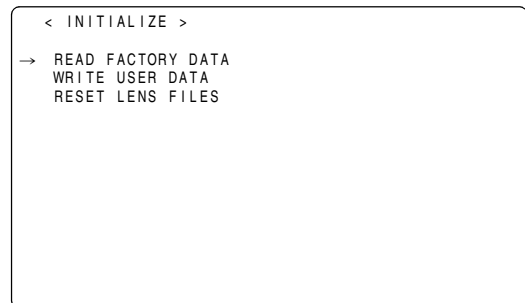 < INITIALIZE >
→ READ FACTORY DATA
WRITE USER DATA
RESET LENS FILES